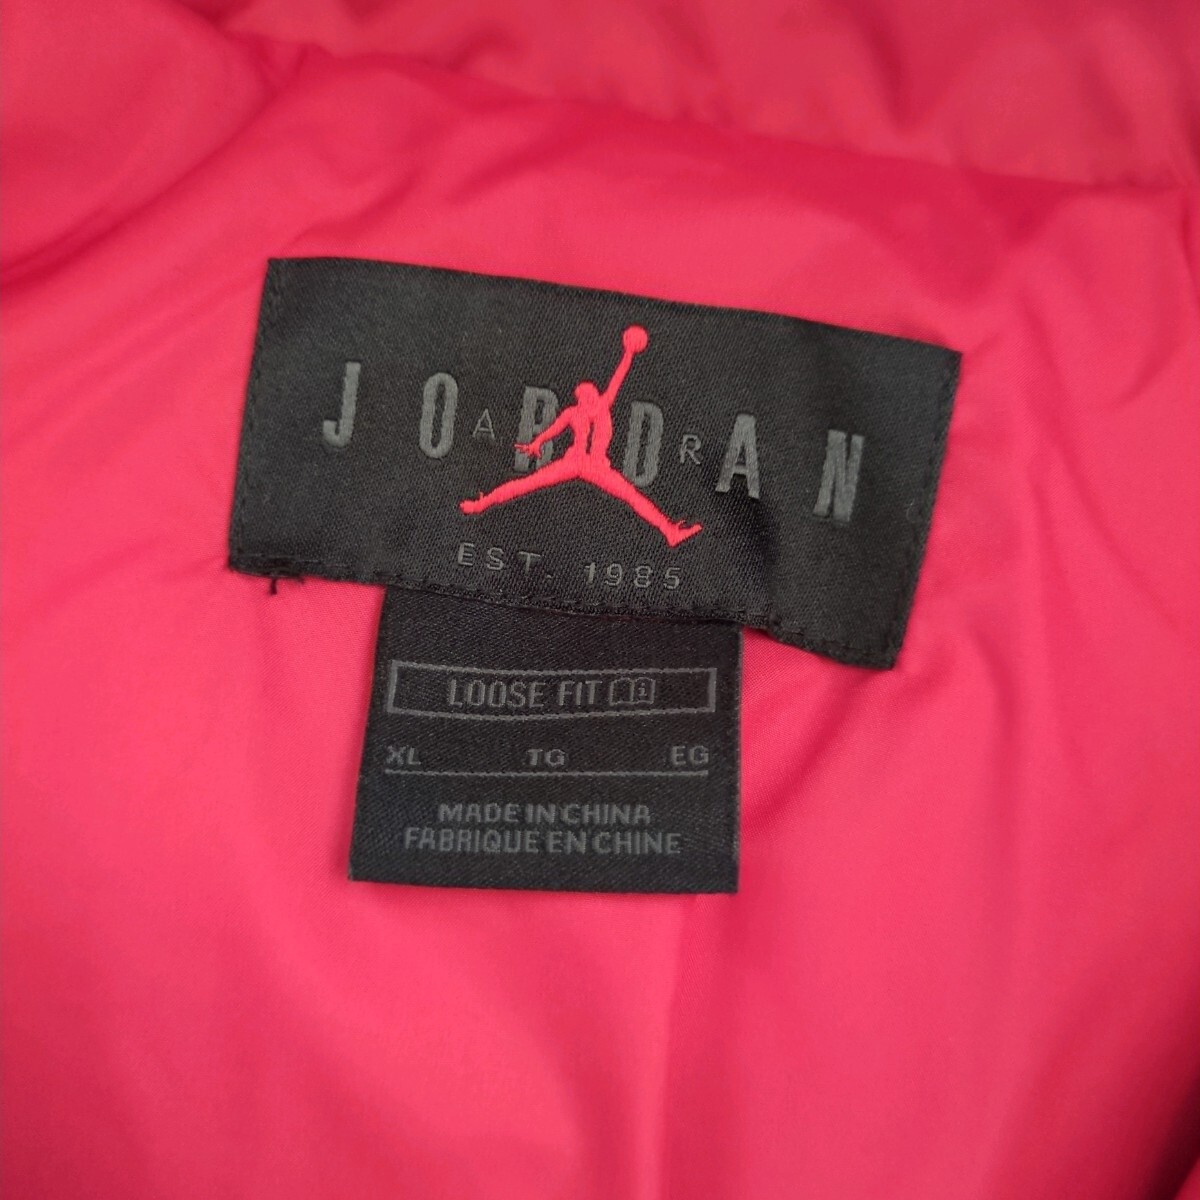 JORDAN
AIR
EST. 1985
LOOSE FIT
XL TG EG
MADE IN CHINA
FABRIQUE EN CHINE